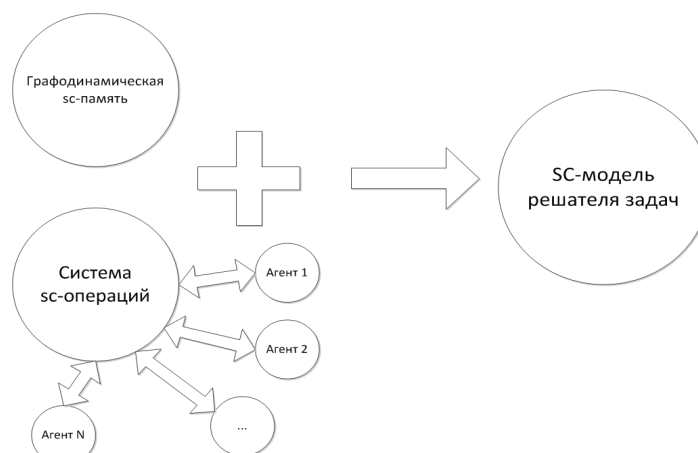 Графодинамическая
sc-память
SC-модель
решателя задач
Система
sc-операций
Агент 1
Агент 2
...
Агент N